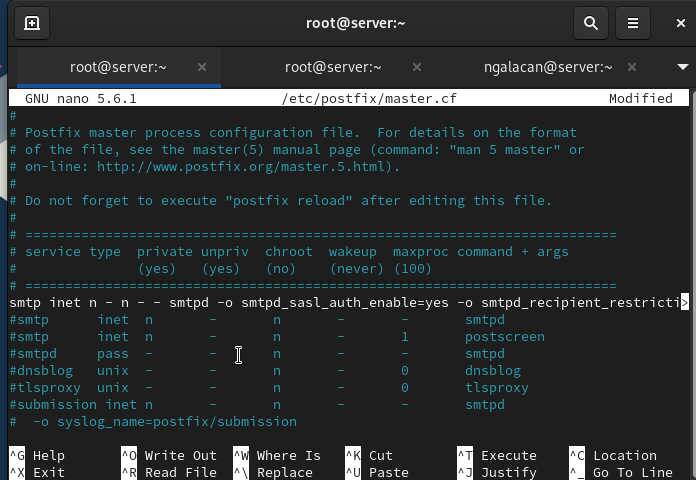 root@server:~
root@server:~ × root@server:~ × ngalacan@server:~ ×
GNU nano 5.6.1 /etc/postfix/master.cf Modified
#
# Postfix master process configuration file.  For details on the format
# of the file, see the master(5) manual page (command: "man 5 master" or
# on-line: http://www.postfix.org/master.5.html).
#
# Do not forget to execute "postfix reload" after editing this file.
#
# ==========================================================================
# service type  private unpriv  chroot  wakeup  maxproc command + args
#               (yes)   (yes)   (no)    (never) (100)
# ==========================================================================
smtp inet n - n - - smtpd -o smtpd_sasl_auth_enable=yes -o smtpd_recipient_restricti>
#smtp      inet  n       -       n       -       -       smtpd
#smtp      inet  n       -       n       -       1       postscreen
#smtpd     pass  -       -       n       -       -       smtpd
#dnsblog   unix  -       -       n       -       0       dnsblog
#tlsproxy  unix  -       -       n       -       0       tlsproxy
#submission inet n       -       n       -       -       smtpd
#  -o syslog_name=postfix/submission
^G Help ^O Write Out ^W Where Is ^K Cut ^T Execute ^C Location
^X Exit ^R Read File ^\ Replace ^U Paste ^J Justify ^_ Go To Line